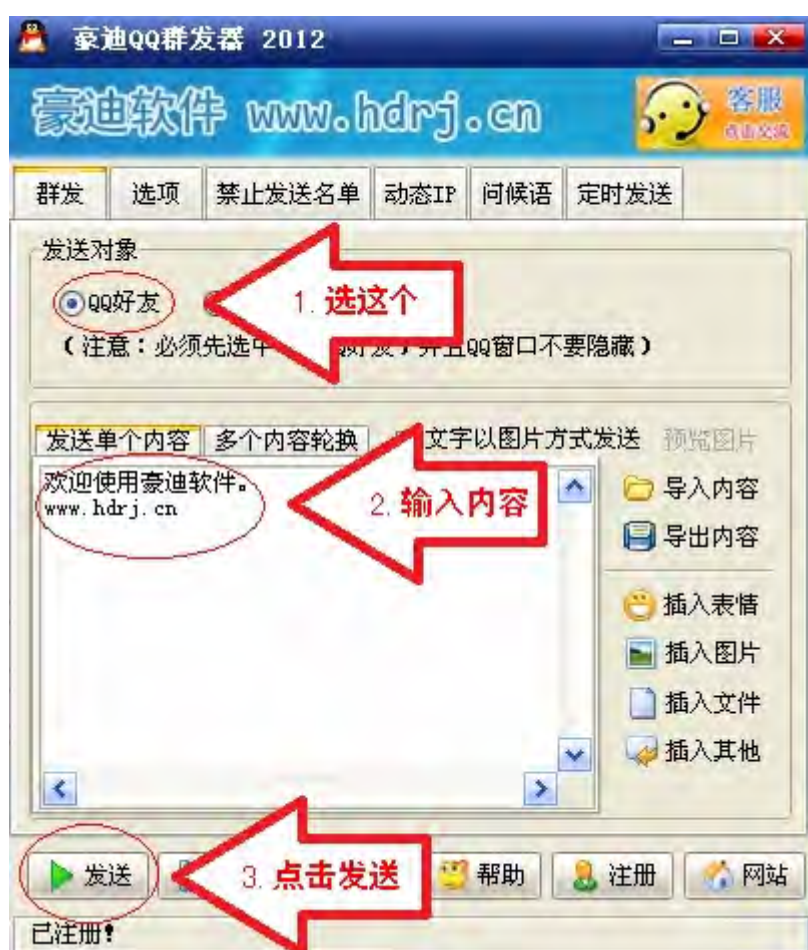 豪迪QQ群发器 2012
豪迪软件 www.hdrj.cn
客服
点击交流
群发 选项 禁止发送名单 动态IP 问候语 定时发送
发送对象
QQ好友
1. 选这个
(注意:必须先选中 好友,并且QQ窗口不要隐藏)
发送单个内容 多个内容轮换 文字以图片方式发送 预览图片
欢迎使用豪迪软件。
www.hdrj.cn
2. 输入内容
导入内容
导出内容
插入表情
插入图片
插入文件
插入其他
发送
3. 点击发送
帮助 注册 网站
已注册!